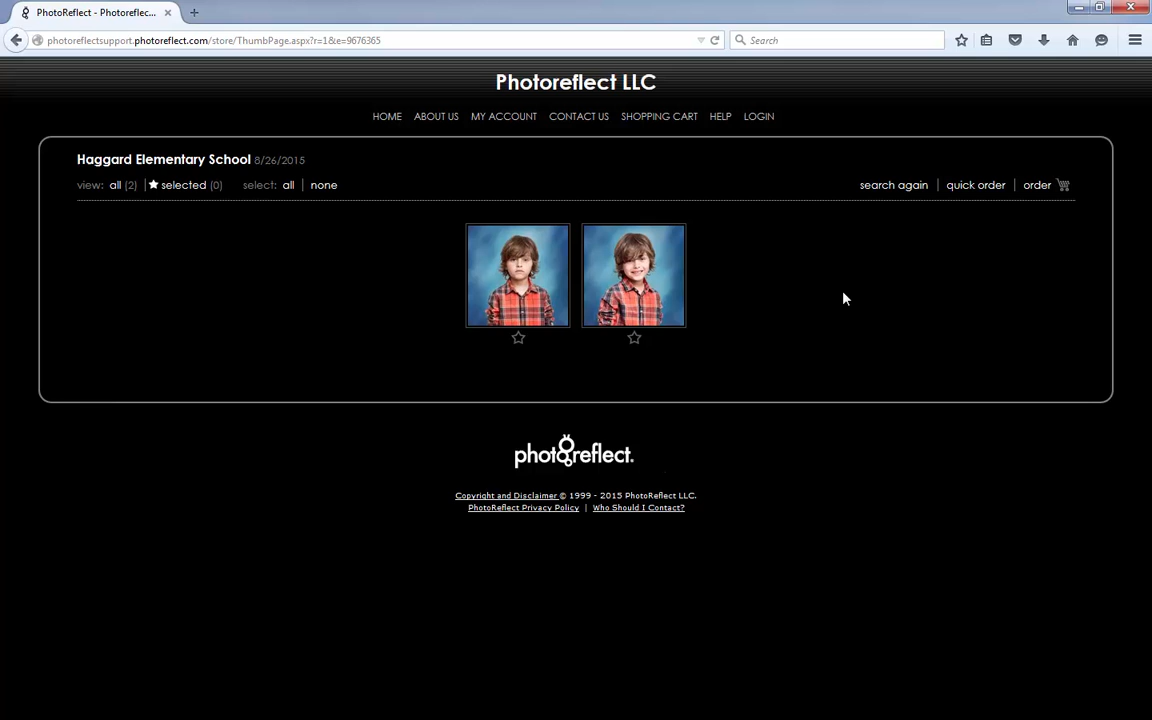 PhotoReflect - Photoreflec...
photoreflectsupport.photoreflect.com/store/ThumbPage.aspx?r=1&e=9676365
Search
Photoreflect LLC
HOME ABOUT US MY ACCOUNT CONTACT US SHOPPING CART HELP LOGIN
Haggard Elementary School 8/26/2015
view: all (2) | selected (0) select: all | none
search again | quick order | order
photoreflect.
Copyright and Disclaimer © 1999 - 2015 PhotoReflect LLC.
PhotoReflect Privacy Policy | Who Should I Contact?